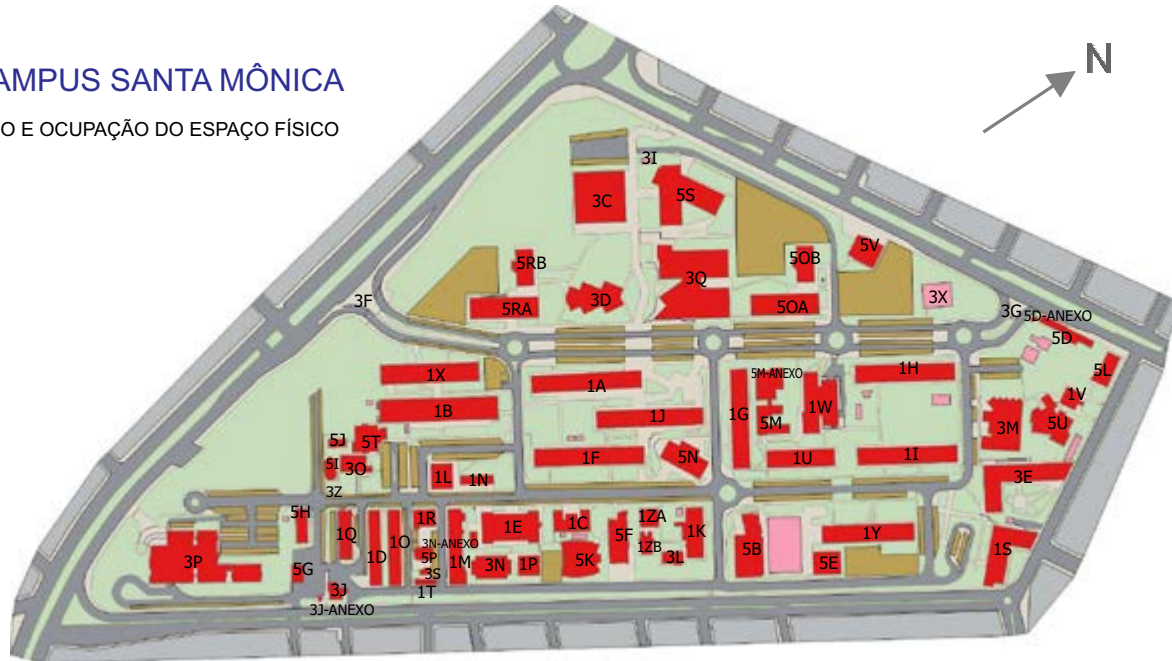 N
AMPUS SANTA MÔNICA
O E OCUPAÇÃO DO ESPAÇO FÍSICO
3I
3C
5S
5RB
3Q
5OB
5V
3F
5RA
3D
5OA
3X
3G
5D-ANEXO
5D
5L
1X
1A
5M-ANEXO
1H
1B
1J
1G
5M
1W
1V
5J
5T
3M
5U
5I
3O
1F
5N
1U
1I
1L
1N
3E
3Z
5H
1Q
1D
1O
1R
3N-ANEXO
1E
1C
5F
1ZA
1K
5B
1Y
1S
3P
5G
5P
3S
1M
3N
1P
5K
1ZB
3L
5E
3J
1T
3J-ANEXO